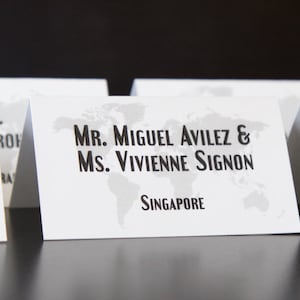 Mr. Miguel Avilez &
Ms. Vivienne Signon
Singapore